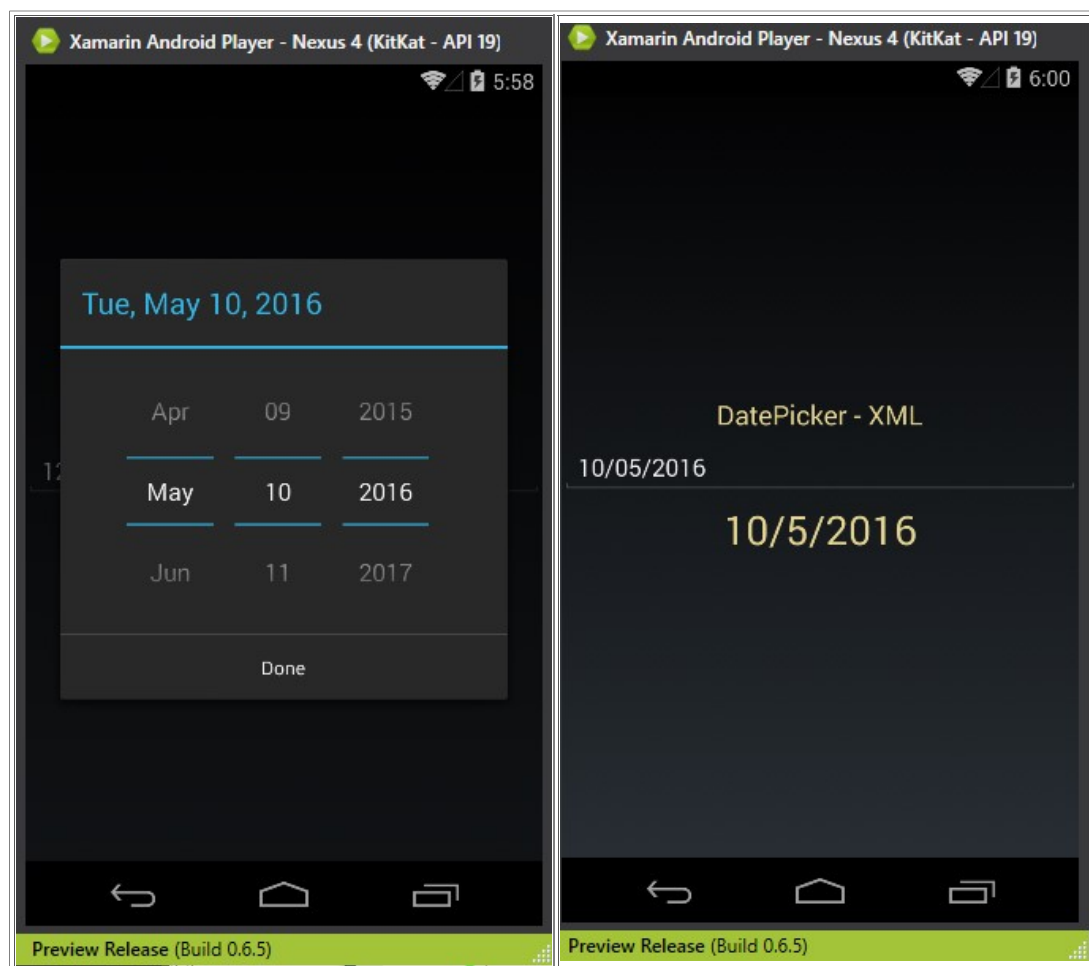 Xamarin Android Player - Nexus 4 (KitKat - API 19)
5:58
Tue, May 10, 2016
Apr 09 2015
12
May 10 2016
Jun 11 2017
Done
Preview Release (Build 0.6.5)
Xamarin Android Player - Nexus 4 (KitKat - API 19)
6:00
DatePicker - XML
10/05/2016
10/5/2016
Preview Release (Build 0.6.5)